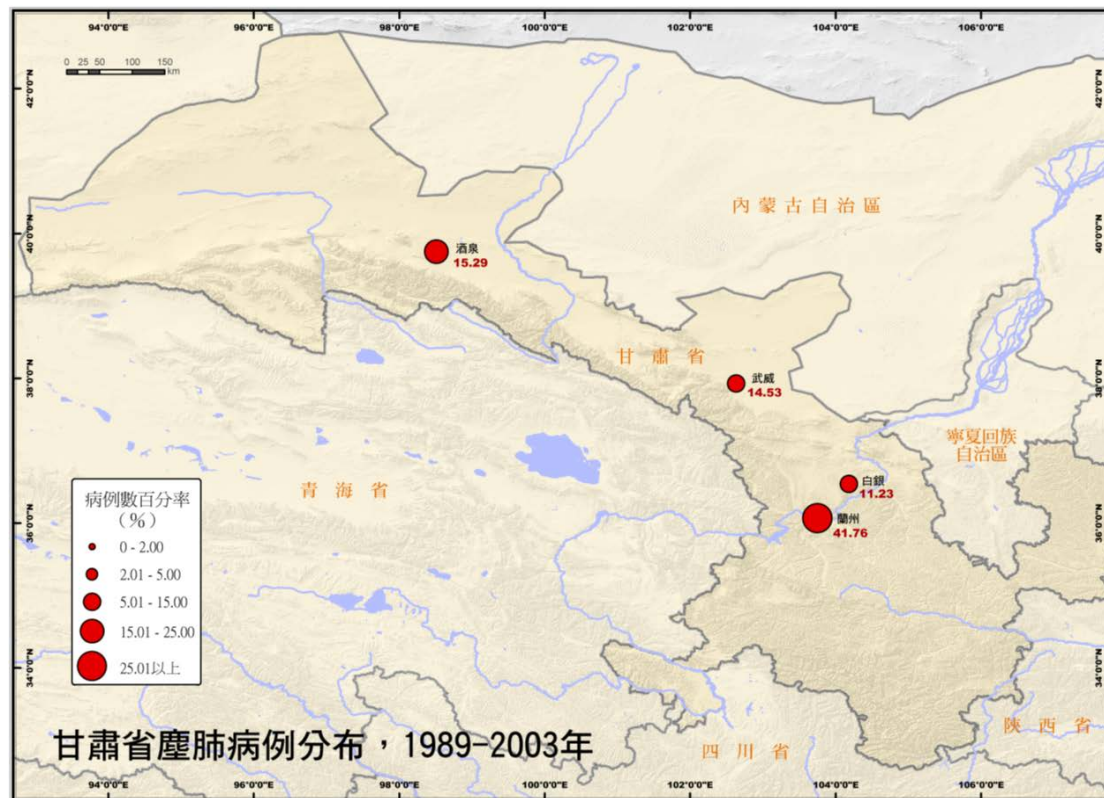 94°0'0"E 96°0'0"E 98°0'0"E 100°0'0"E 102°0'0"E 104°0'0"E 106°0'0"E
0 25 50 100 150
km
42°0'0"N
42°0'0"N
內蒙古自治區
40°0'0"N
40°0'0"N
酒泉
15.29
甘肅省
38°0'0"N
38°0'0"N
武威
14.53
寧夏回族
自治區
青海省
白銀
11.23
蘭州
41.76
36°0'0"N
36°0'0"N
病例數百分率
(%)
0 - 2.00
2.01 - 5.00
5.01 - 15.00
15.01 - 25.00
25.01以上
34°0'0"N
34°0'0"N
陝西省
四川省
甘肅省塵肺病例分布，1989-2003年
94°0'0"E 96°0'0"E 98°0'0"E 100°0'0"E 102°0'0"E 104°0'0"E 106°0'0"E